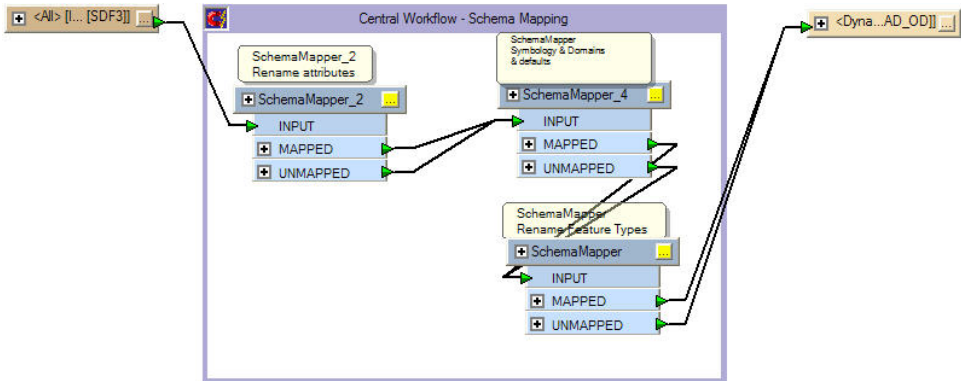 <All> [I... [SDF3]] ...
Central Workflow - Schema Mapping
<Dyna...AD_OD]] ...
SchemaMapper_2
Rename attributes
SchemaMapper_2 ...
INPUT
MAPPED
UNMAPPED
SchemaMapper
Symbology & Domains
& defaults
SchemaMapper_4 ...
INPUT
MAPPED
UNMAPPED
SchemaMapper
Rename Feature Types
SchemaMapper ...
INPUT
MAPPED
UNMAPPED